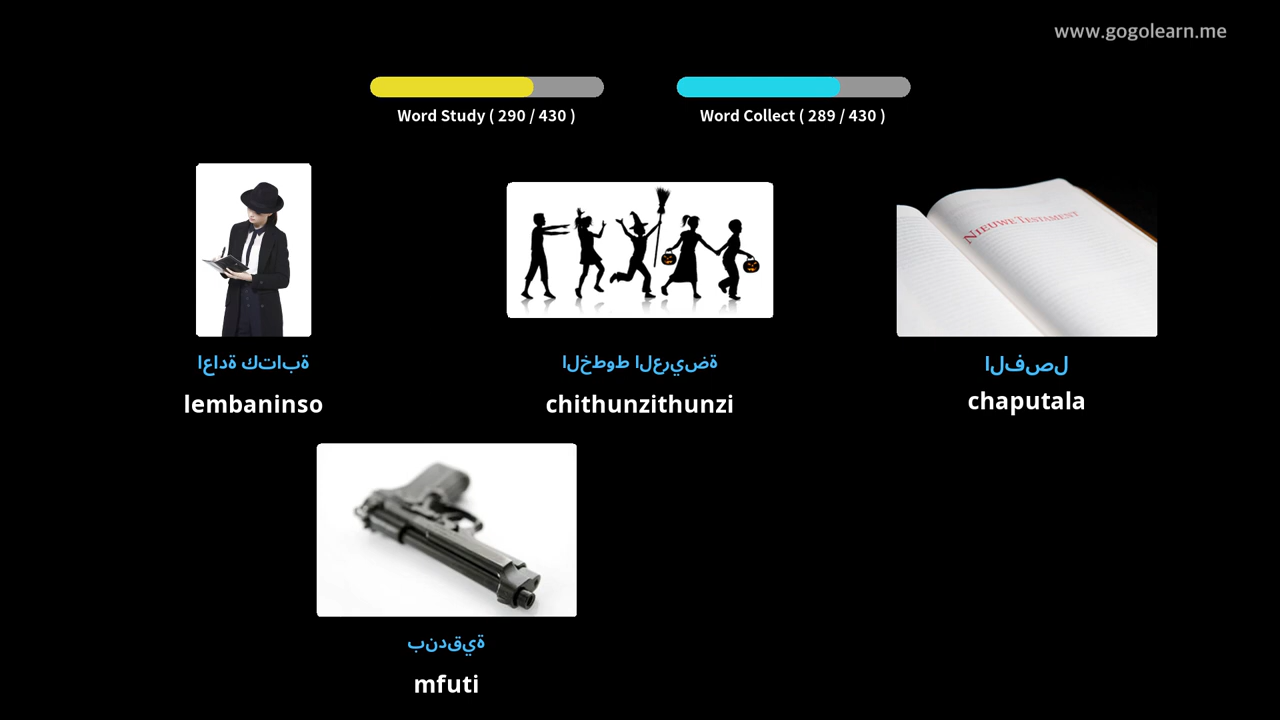 www.gogolearn.me
Word Study ( 290 / 430 )
Word Collect ( 289 / 430 )
NIEUWE TESTAMENT
اعادة كتابة
الخطوط العريضة
الفصل
lembaninso
chithunzithunzi
chaputala
بندقية
mfuti